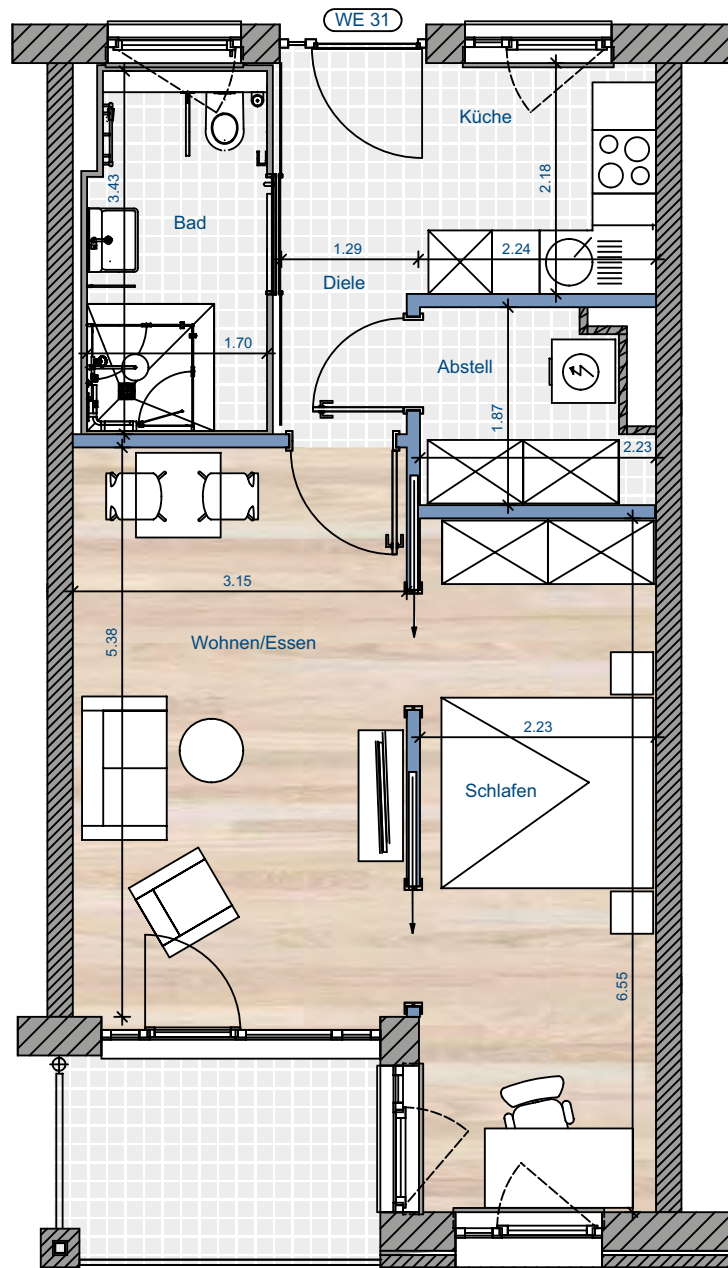 WE 31
Küche
3.43
2.18
Bad
1.29
2.24
Diele
1.70
Abstell
1.87
2.23
3.15
5.38
Wohnen/Essen
2.23
Schlafen
6.55